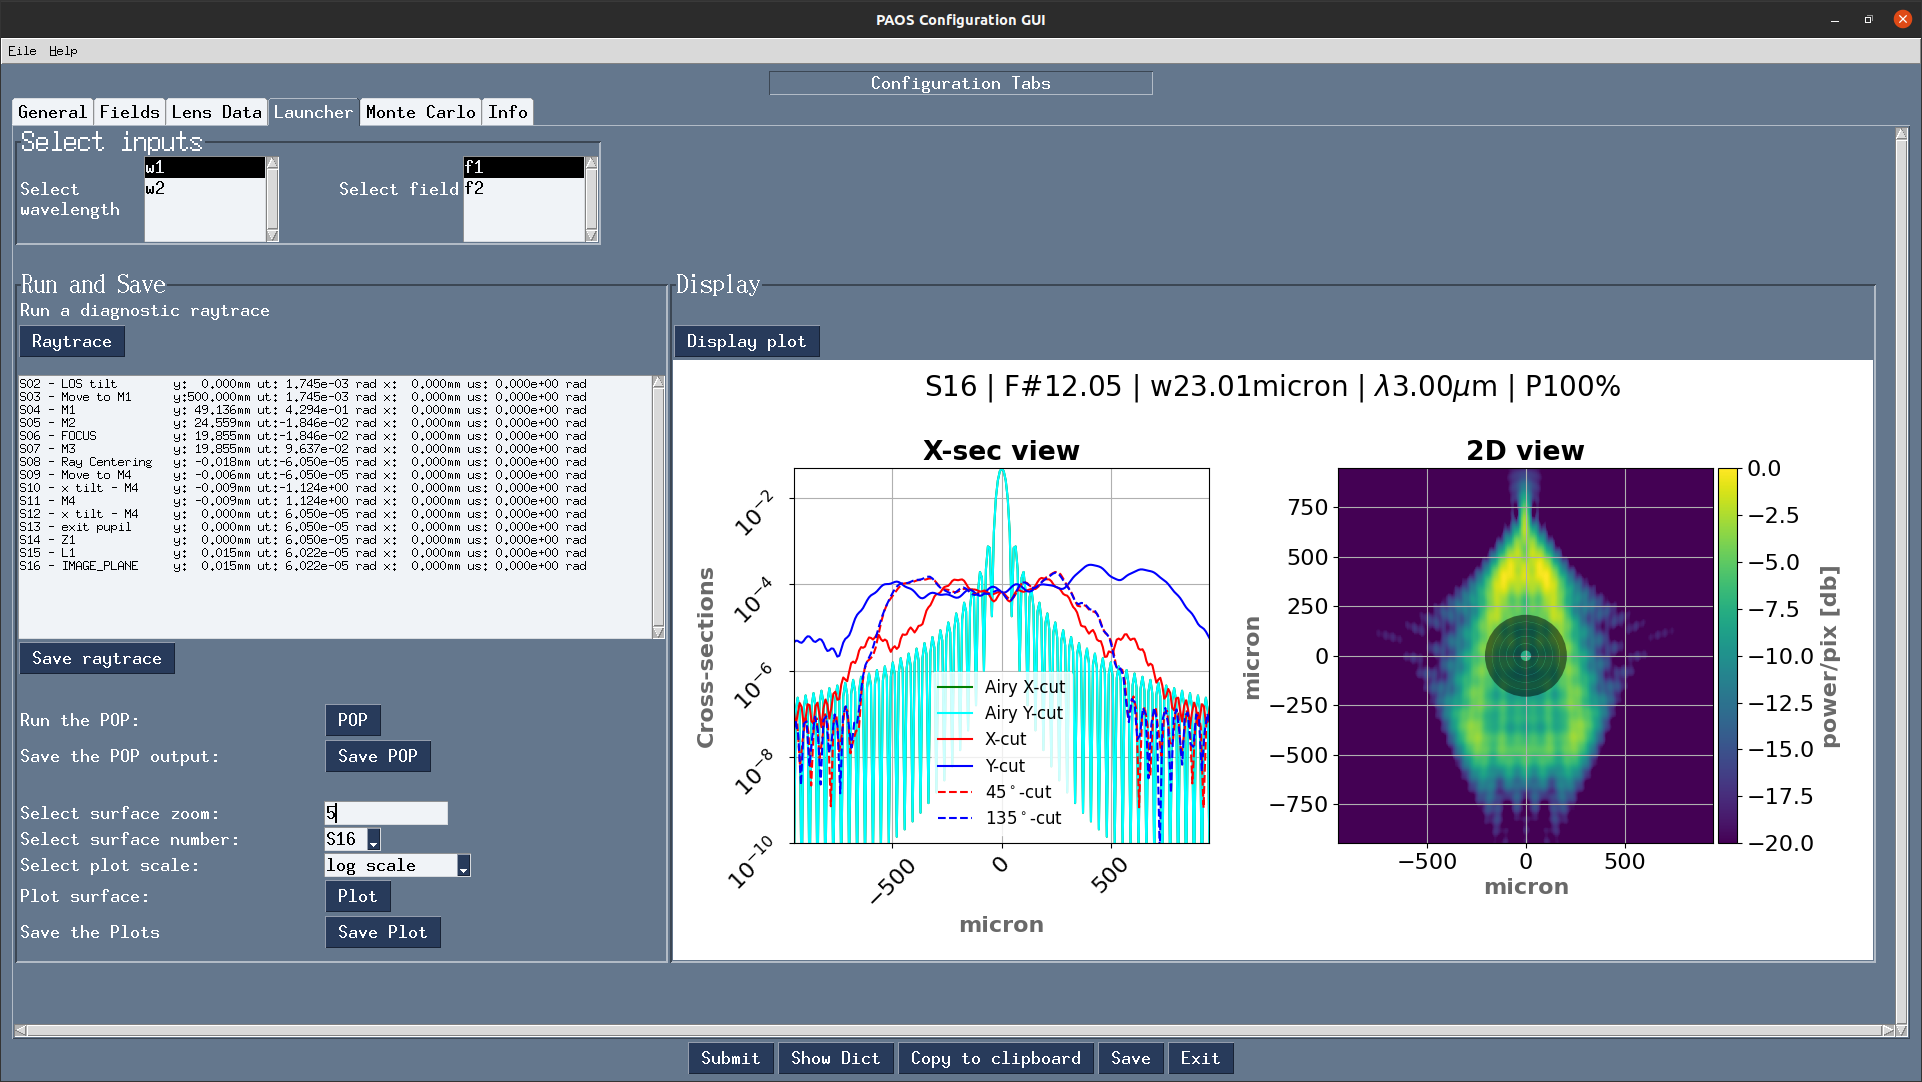 PAOS Configuration GUI
Eile Help
Configuration Tabs
General Fields Lens Data Launcher Monte Carlo Info
Select inputs
Select wavelength
w1
w2
Select field
f1
f2
Run and Save
Run a diagnostic raytrace
Raytrace
S02 - LOS tilt y: 0.000mm ut: 1.745e-03 rad x: 0.000mm us: 0.000e+00 rad
S03 - Move to M1 y:500.000mm ut: 1.745e-03 rad x: 0.000mm us: 0.000e+00 rad
S04 - M1 y: 49.136mm ut: 4.294e-01 rad x: 0.000mm us: 0.000e+00 rad
S05 - M2 y: 24.559mm ut:-1.846e-02 rad x: 0.000mm us: 0.000e+00 rad
S06 - FOCUS y: 19.855mm ut:-1.846e-02 rad x: 0.000mm us: 0.000e+00 rad
S07 - M3 y: 19.855mm ut: 9.637e-02 rad x: 0.000mm us: 0.000e+00 rad
S08 - Ray Centering y: -0.018mm ut:-6.050e-05 rad x: 0.000mm us: 0.000e+00 rad
S09 - Move to M4 y: -0.006mm ut:-6.050e-05 rad x: 0.000mm us: 0.000e+00 rad
S10 - x tilt - M4 y: -0.009mm ut:-1.124e+00 rad x: 0.000mm us: 0.000e+00 rad
S11 - M4 y: -0.009mm ut: 1.124e+00 rad x: 0.000mm us: 0.000e+00 rad
S12 - x tilt - M4 y: 0.000mm ut: 6.050e-05 rad x: 0.000mm us: 0.000e+00 rad
S13 - exit pupil y: 0.000mm ut: 6.050e-05 rad x: 0.000mm us: 0.000e+00 rad
S14 - Z1 y: 0.000mm ut: 6.050e-05 rad x: 0.000mm us: 0.000e+00 rad
S15 - L1 y: 0.015mm ut: 6.022e-05 rad x: 0.000mm us: 0.000e+00 rad
S16 - IMAGE_PLANE y: 0.015mm ut: 6.022e-05 rad x: 0.000mm us: 0.000e+00 rad
Save raytrace
Run the POP: POP
Save the POP output: Save POP
Select surface zoom: 5
Select surface number: S16
Select plot scale: log scale
Plot surface: Plot
Save the Plots Save Plot
Display
Display plot
S16 | F#12.05 | w23.01micron | λ3.00μm | P100%
X-sec view
Cross-sections
10⁻²
10⁻⁴
10⁻⁶
10⁻⁸
10⁻¹⁰
Airy X-cut
Airy Y-cut
X-cut
Y-cut
45°-cut
135°-cut
−500 0 500
micron
2D view
micron
750
500
250
0
−250
−500
−750
−500 0 500
micron
0.0
−2.5
−5.0
−7.5
−10.0
−12.5
−15.0
−17.5
−20.0
power/pix [db]
Submit Show Dict Copy to clipboard Save Exit